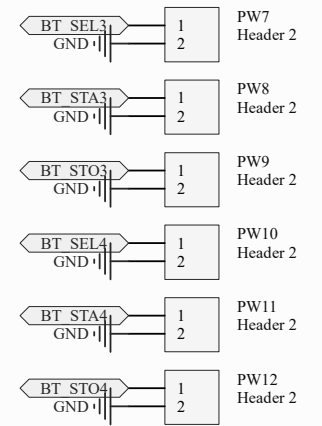 BT_SEL3 1 PW7
GND 2 Header 2
BT_STA3 1 PW8
GND 2 Header 2
BT_STO3 1 PW9
GND 2 Header 2
BT_SEL4 1 PW10
GND 2 Header 2
BT_STA4 1 PW11
GND 2 Header 2
BT_STO4 1 PW12
GND 2 Header 2